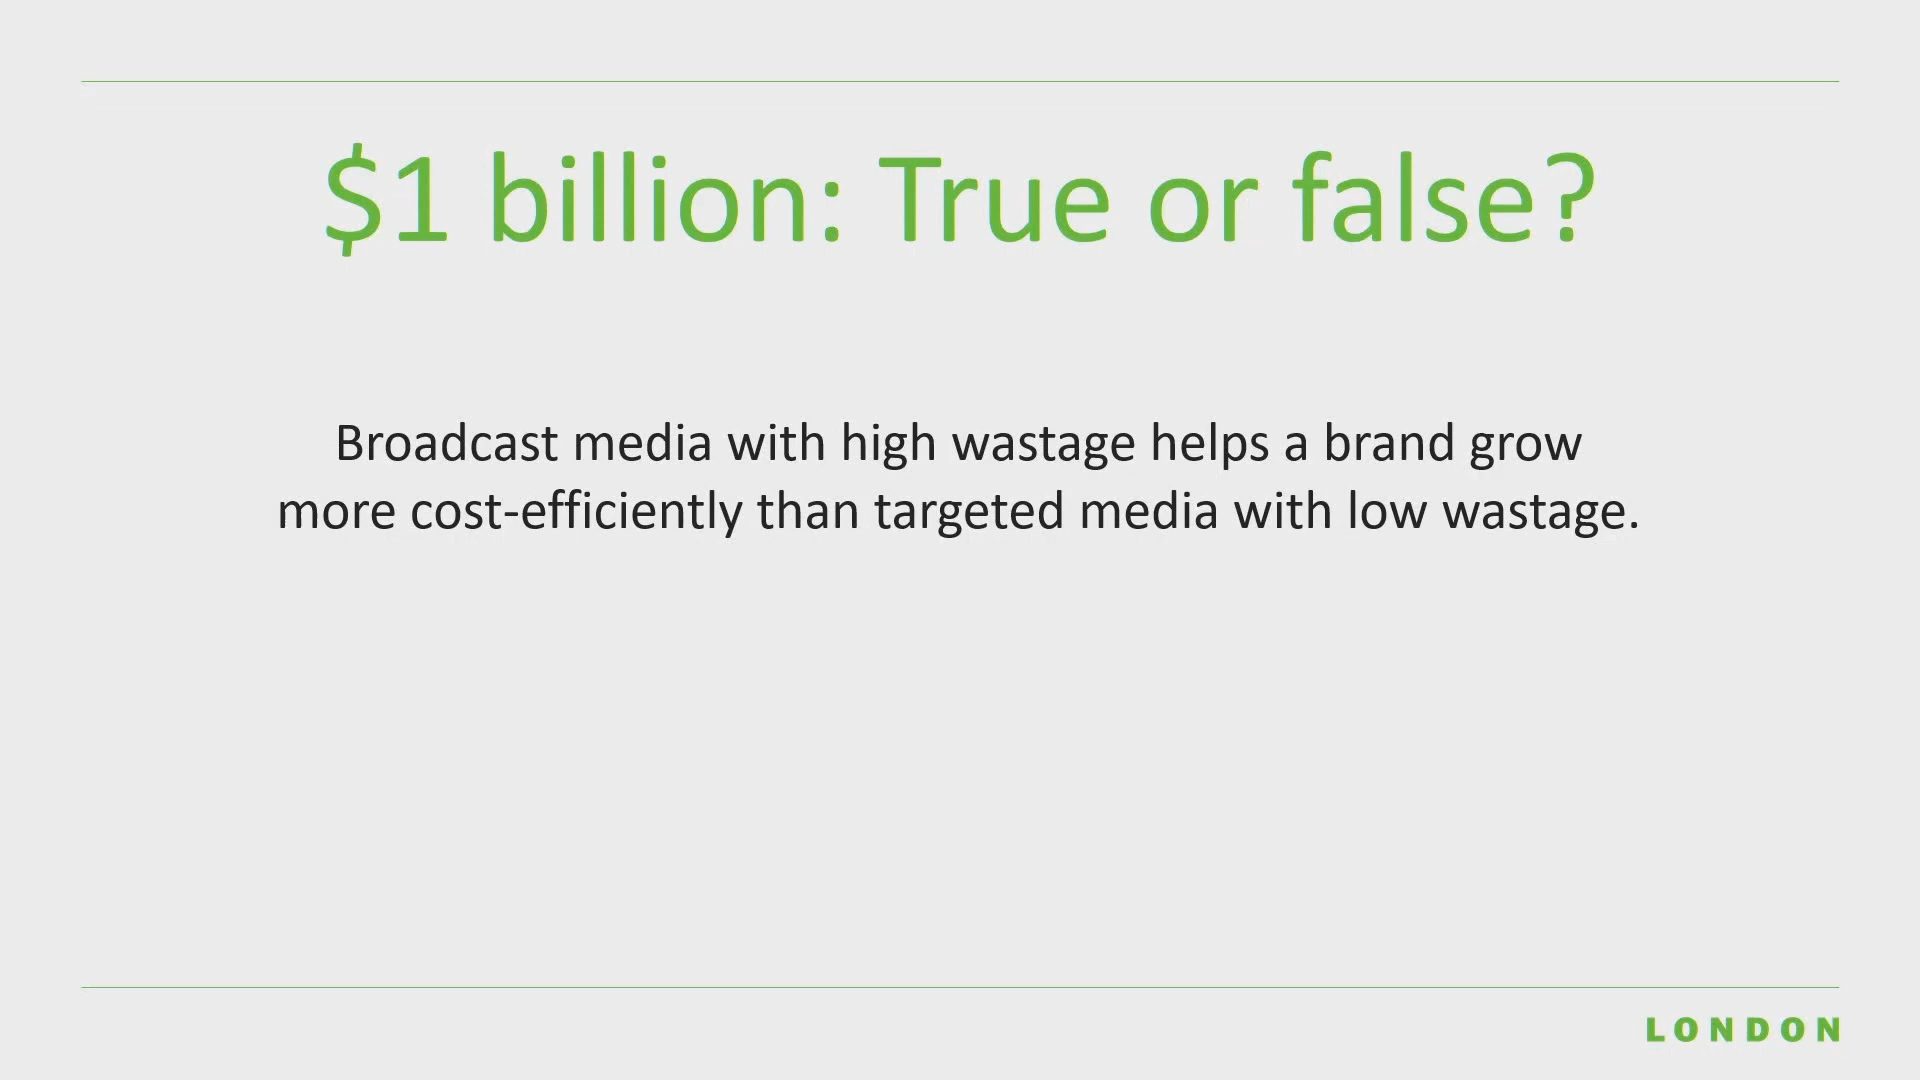 $1 billion: True or false?
Broadcast media with high wastage helps a brand grow
more cost-efficiently than targeted media with low wastage.
LONDON